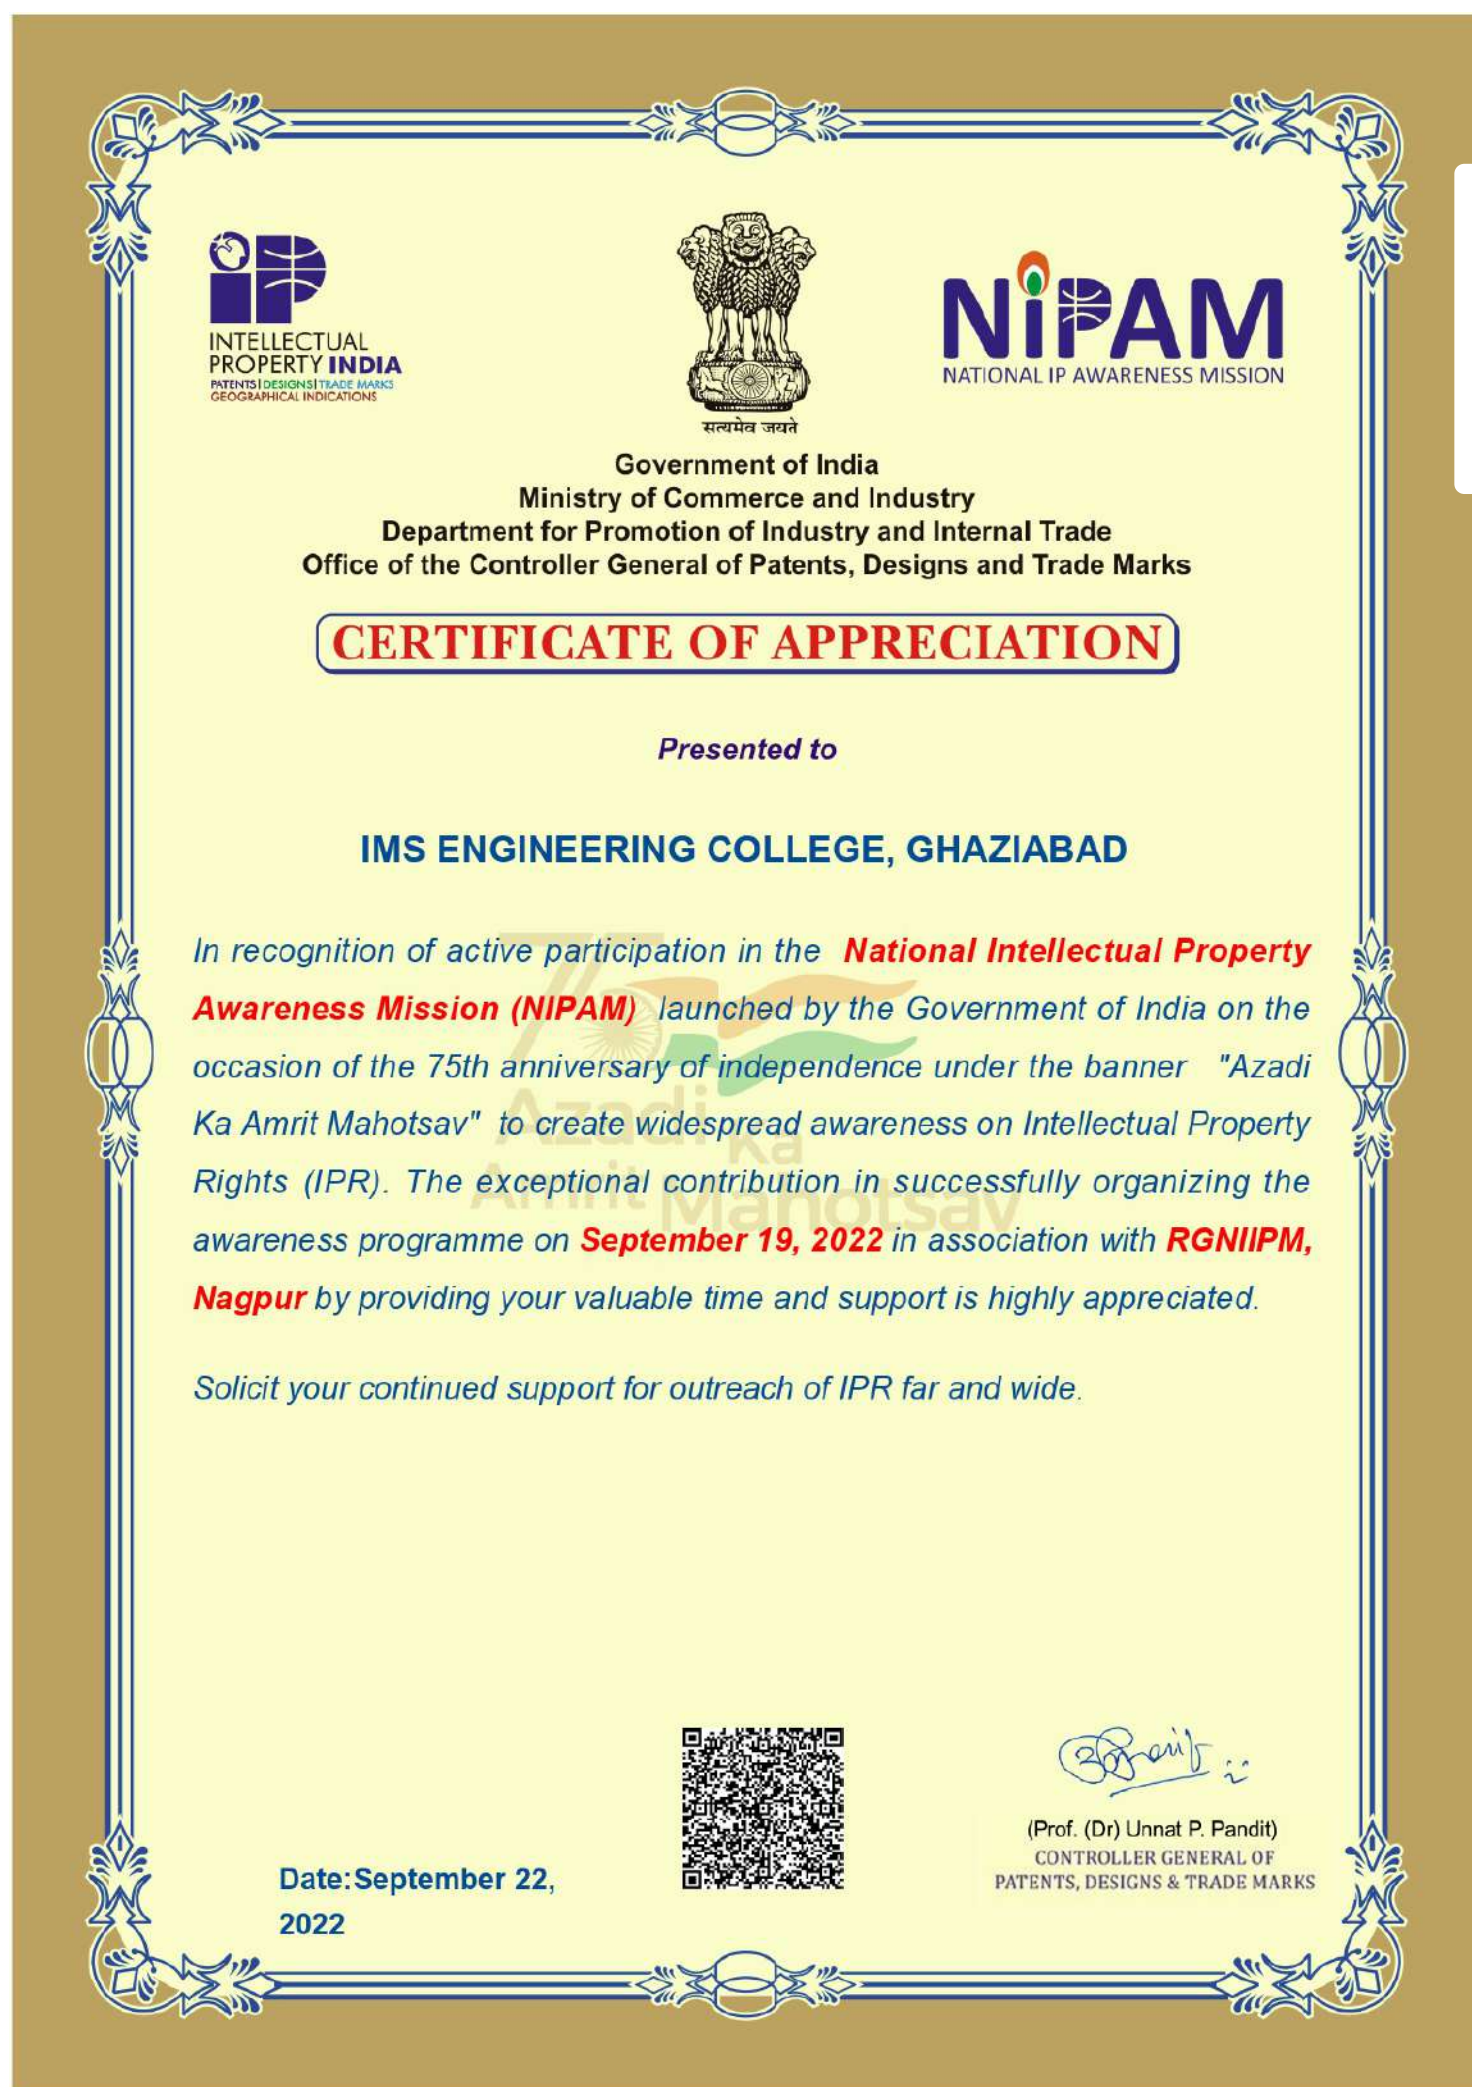 INTELLECTUAL
PROPERTY INDIA
PATENTS | DESIGNS | TRADE MARKS
GEOGRAPHICAL INDICATIONS
सत्यमेव जयते
NiPAM
NATIONAL IP AWARENESS MISSION
Government of India
Ministry of Commerce and Industry
Department for Promotion of Industry and Internal Trade
Office of the Controller General of Patents, Designs and Trade Marks
CERTIFICATE OF APPRECIATION
Presented to
IMS ENGINEERING COLLEGE, GHAZIABAD
In recognition of active participation in the National Intellectual Property
Awareness Mission (NIPAM) launched by the Government of India on the
occasion of the 75th anniversary of independence under the banner "Azadi
Ka Amrit Mahotsav" to create widespread awareness on Intellectual Property
Rights (IPR). The exceptional contribution in successfully organizing the
awareness programme on September 19, 2022 in association with RGNIIPM,
Nagpur by providing your valuable time and support is highly appreciated.
Azadi
Ka
Amrit Mahotsav
Solicit your continued support for outreach of IPR far and wide.
(Prof. (Dr) Unnat P. Pandit)
CONTROLLER GENERAL OF
PATENTS, DESIGNS & TRADE MARKS
Date:September 22,
2022